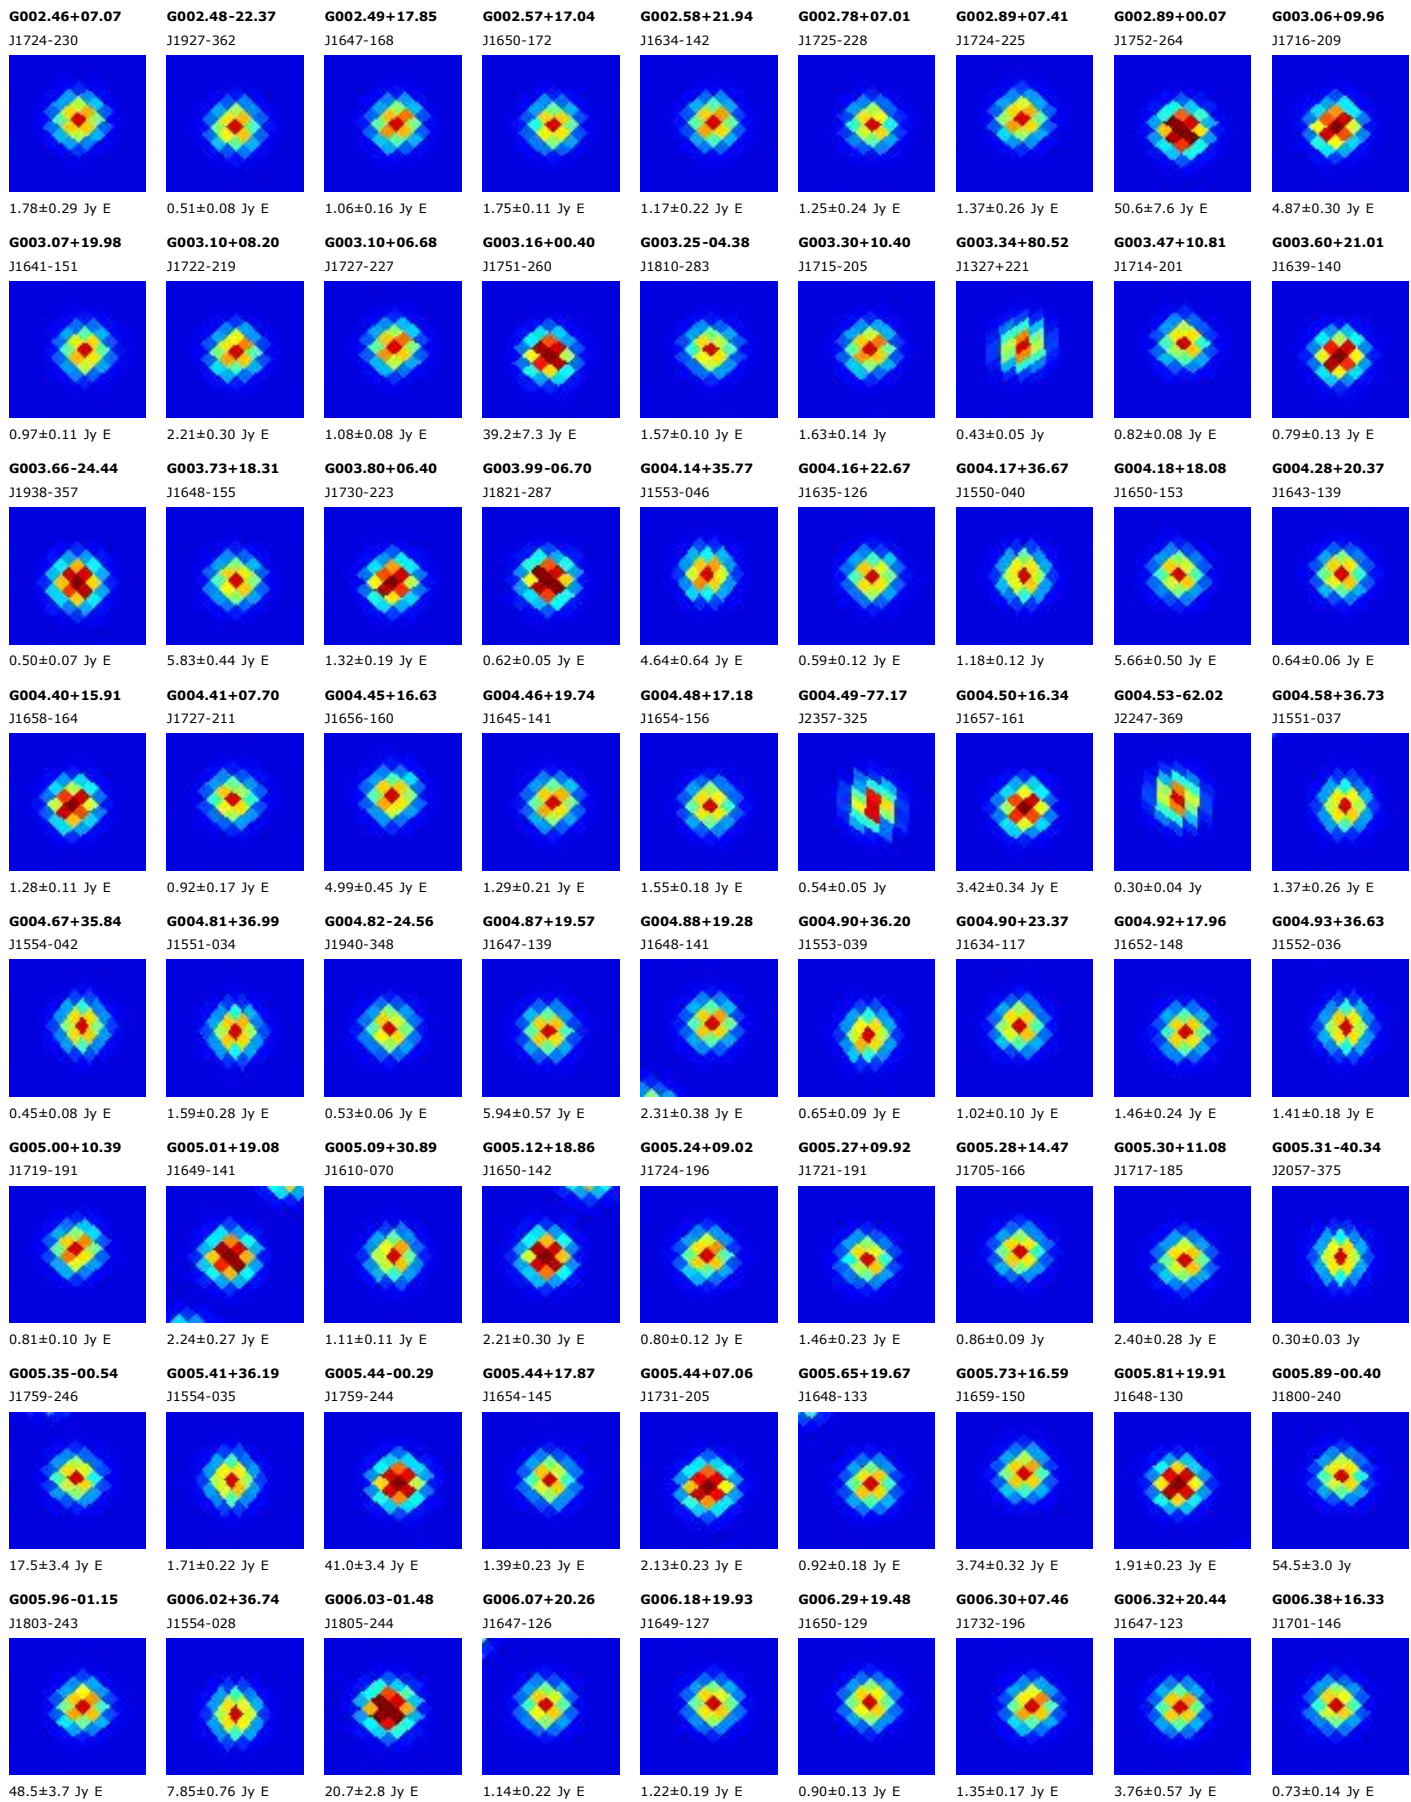 G002.46+07.07 G002.48-22.37 G002.49+17.85 G002.57+17.04 G002.58+21.94 G002.78+07.01 G002.89+07.41 G002.89+00.07 G003.06+09.96
J1724-230 J1927-362 J1647-168 J1650-172 J1634-142 J1725-228 J1724-225 J1752-264 J1716-209
1.78±0.29 Jy E 0.51±0.08 Jy E 1.06±0.16 Jy E 1.75±0.11 Jy E 1.17±0.22 Jy E 1.25±0.24 Jy E 1.37±0.26 Jy E 50.6±7.6 Jy E 4.87±0.30 Jy E
G003.07+19.98 G003.10+08.20 G003.10+06.68 G003.16+00.40 G003.25-04.38 G003.30+10.40 G003.34+80.52 G003.47+10.81 G003.60+21.01
J1641-151 J1722-219 J1727-227 J1751-260 J1810-283 J1715-205 J1327+221 J1714-201 J1639-140
0.97±0.11 Jy E 2.21±0.30 Jy E 1.08±0.08 Jy E 39.2±7.3 Jy E 1.57±0.10 Jy E 1.63±0.14 Jy 0.43±0.05 Jy 0.82±0.08 Jy E 0.79±0.13 Jy E
G003.66-24.44 G003.73+18.31 G003.80+06.40 G003.99-06.70 G004.14+35.77 G004.16+22.67 G004.17+36.67 G004.18+18.08 G004.28+20.37
J1938-357 J1648-155 J1730-223 J1821-287 J1553-046 J1635-126 J1550-040 J1650-153 J1643-139
0.50±0.07 Jy E 5.83±0.44 Jy E 1.32±0.19 Jy E 0.62±0.05 Jy E 4.64±0.64 Jy E 0.59±0.12 Jy E 1.18±0.12 Jy 5.66±0.50 Jy E 0.64±0.06 Jy E
G004.40+15.91 G004.41+07.70 G004.45+16.63 G004.46+19.74 G004.48+17.18 G004.49-77.17 G004.50+16.34 G004.53-62.02 G004.58+36.73
J1658-164 J1727-211 J1656-160 J1645-141 J1654-156 J2357-325 J1657-161 J2247-369 J1551-037
1.28±0.11 Jy E 0.92±0.17 Jy E 4.99±0.45 Jy E 1.29±0.21 Jy E 1.55±0.18 Jy E 0.54±0.05 Jy 3.42±0.34 Jy E 0.30±0.04 Jy 1.37±0.26 Jy E
G004.67+35.84 G004.81+36.99 G004.82-24.56 G004.87+19.57 G004.88+19.28 G004.90+36.20 G004.90+23.37 G004.92+17.96 G004.93+36.63
J1554-042 J1551-034 J1940-348 J1647-139 J1648-141 J1553-039 J1634-117 J1652-148 J1552-036
0.45±0.08 Jy E 1.59±0.28 Jy E 0.53±0.06 Jy E 5.94±0.57 Jy E 2.31±0.38 Jy E 0.65±0.09 Jy E 1.02±0.10 Jy E 1.46±0.24 Jy E 1.41±0.18 Jy E
G005.00+10.39 G005.01+19.08 G005.09+30.89 G005.12+18.86 G005.24+09.02 G005.27+09.92 G005.28+14.47 G005.30+11.08 G005.31-40.34
J1719-191 J1649-141 J1610-070 J1650-142 J1724-196 J1721-191 J1705-166 J1717-185 J2057-375
0.81±0.10 Jy E 2.24±0.27 Jy E 1.11±0.11 Jy E 2.21±0.30 Jy E 0.80±0.12 Jy E 1.46±0.23 Jy E 0.86±0.09 Jy 2.40±0.28 Jy E 0.30±0.03 Jy
G005.35-00.54 G005.41+36.19 G005.44-00.29 G005.44+17.87 G005.44+07.06 G005.65+19.67 G005.73+16.59 G005.81+19.91 G005.89-00.40
J1759-246 J1554-035 J1759-244 J1654-145 J1731-205 J1648-133 J1659-150 J1648-130 J1800-240
17.5±3.4 Jy E 1.71±0.22 Jy E 41.0±3.4 Jy E 1.39±0.23 Jy E 2.13±0.23 Jy E 0.92±0.18 Jy E 3.74±0.32 Jy E 1.91±0.23 Jy E 54.5±3.0 Jy
G005.96-01.15 G006.02+36.74 G006.03-01.48 G006.07+20.26 G006.18+19.93 G006.29+19.48 G006.30+07.46 G006.32+20.44 G006.38+16.33
J1803-243 J1554-028 J1805-244 J1647-126 J1649-127 J1650-129 J1732-196 J1647-123 J1701-146
48.5±3.7 Jy E 7.85±0.76 Jy E 20.7±2.8 Jy E 1.14±0.22 Jy E 1.22±0.19 Jy E 0.90±0.13 Jy E 1.35±0.17 Jy E 3.76±0.57 Jy E 0.73±0.14 Jy E